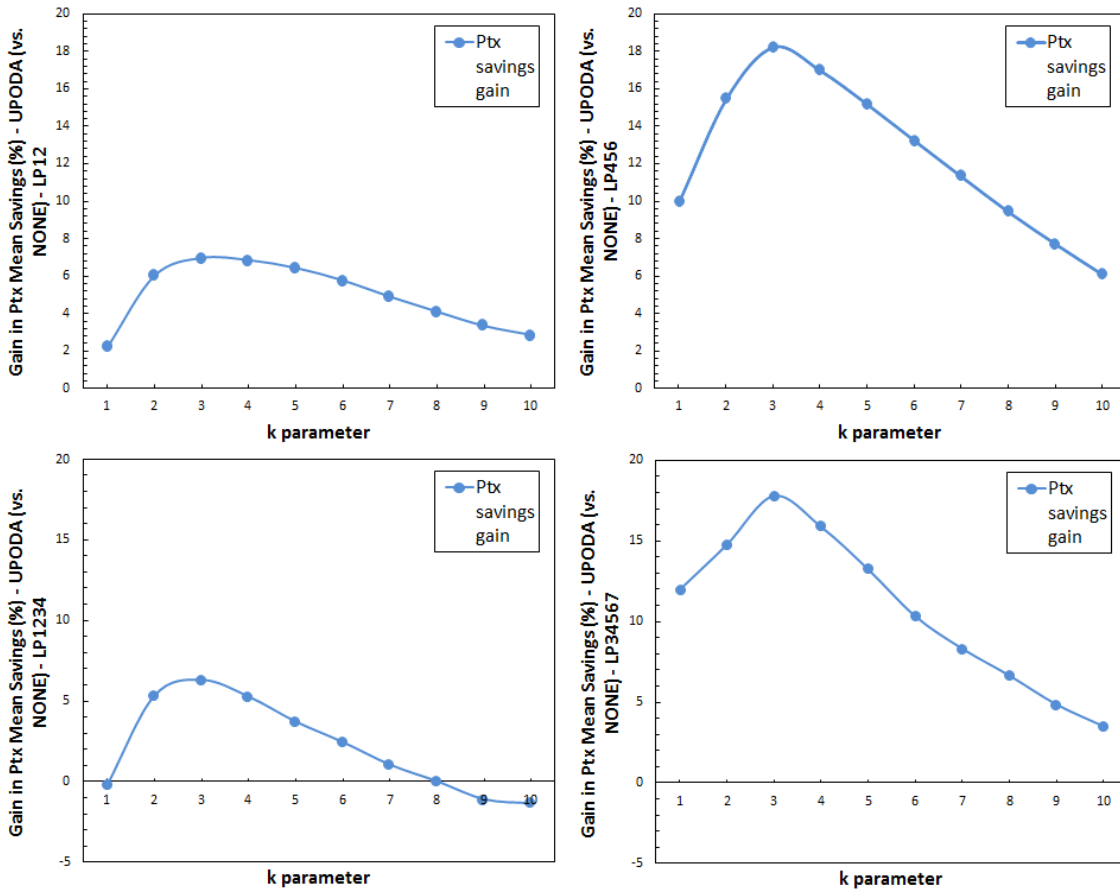 Gain in Ptx Mean Savings (%) - UPODA (vs.
NONE) - LP12
20
18
16
14
12
10
8
6
4
2
0
Ptx
savings
gain
1 2 3 4 5 6 7 8 9 10
k parameter
Gain in Ptx Mean Savings (%) - UPODA (vs.
NONE) - LP456
20
18
16
14
12
10
8
6
4
2
0
Ptx
savings
gain
1 2 3 4 5 6 7 8 9 10
k parameter
Gain in Ptx Mean Savings (%) - UPODA (vs.
NONE) - LP1234
20
15
10
5
0
-5
Ptx
savings
gain
1 2 3 4 5 6 7 8 9 10
k parameter
Gain in Ptx Mean Savings (%) - UPODA (vs.
NONE) - LP34567
20
15
10
5
0
-5
Ptx
savings
gain
1 2 3 4 5 6 7 8 9 10
k parameter